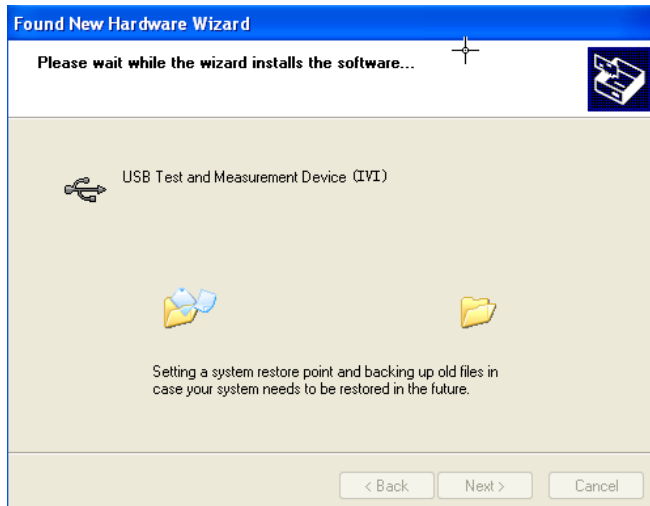 Found New Hardware Wizard
Please wait while the wizard installs the software...
USB Test and Measurement Device (IVI)
Setting a system restore point and backing up old files in
case your system needs to be restored in the future.
< Back Next > Cancel